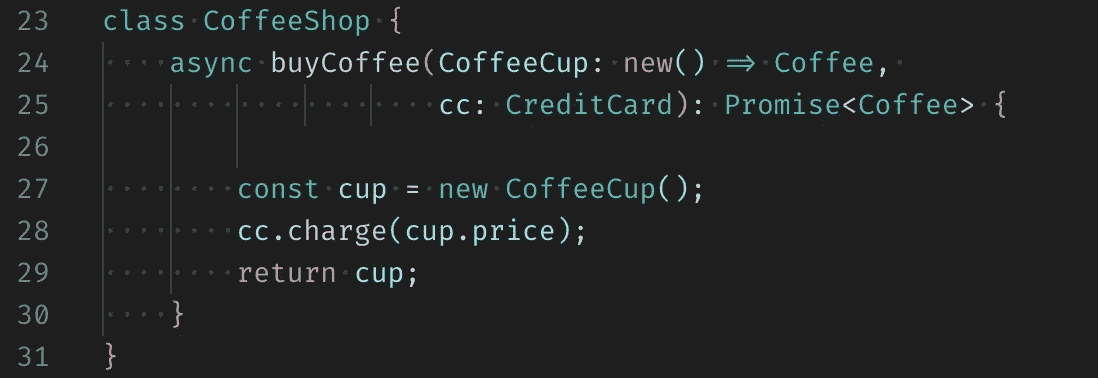 23 class CoffeeShop {
24     async buyCoffee(CoffeeCup: new() => Coffee, 
25                     cc: CreditCard): Promise<Coffee> {
26
27         const cup = new CoffeeCup();
28         cc.charge(cup.price);
29         return cup;
30     }
31 }